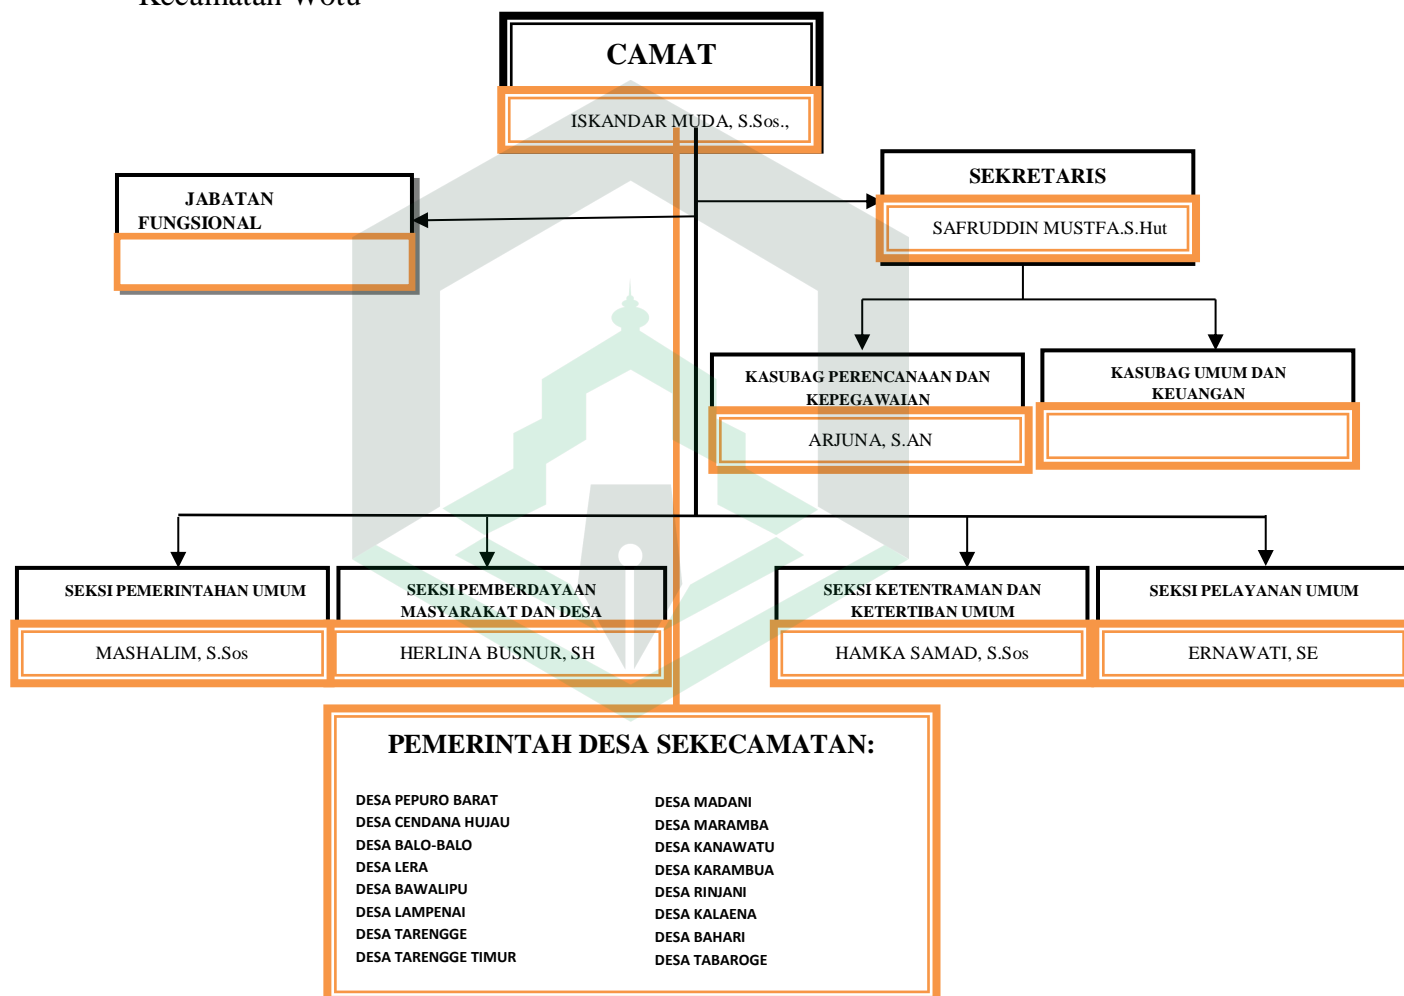 Kecamatan Wotu
CAMAT
ISKANDAR MUDA, S.Sos.,
SEKRETARIS
SAFRUDDIN MUSTFA.S.Hut
JABATAN
FUNGSIONAL
KASUBAG PERENCANAAN DAN
KEPEGAWAIAN
ARJUNA, S.AN
KASUBAG UMUM DAN
KEUANGAN
SEKSI PEMERINTAHAN UMUM
MASHALIM, S.Sos
SEKSI PEMBERDAYAAN
MASYARAKAT DAN DESA
HERLINA BUSNUR, SH
SEKSI KETENTRAMAN DAN
KETERTIBAN UMUM
HAMKA SAMAD, S.Sos
SEKSI PELAYANAN UMUM
ERNAWATI, SE
PEMERINTAH DESA SEKECAMATAN:
DESA PEPURO BARAT
DESA CENDANA HUJAU
DESA BALO-BALO
DESA LERA
DESA BAWALIPU
DESA LAMPENAI
DESA TARENGGE
DESA TARENGGE TIMUR
DESA MADANI
DESA MARAMBA
DESA KANAWATU
DESA KARAMBUA
DESA RINJANI
DESA KALAENA
DESA BAHARI
DESA TABAROGE